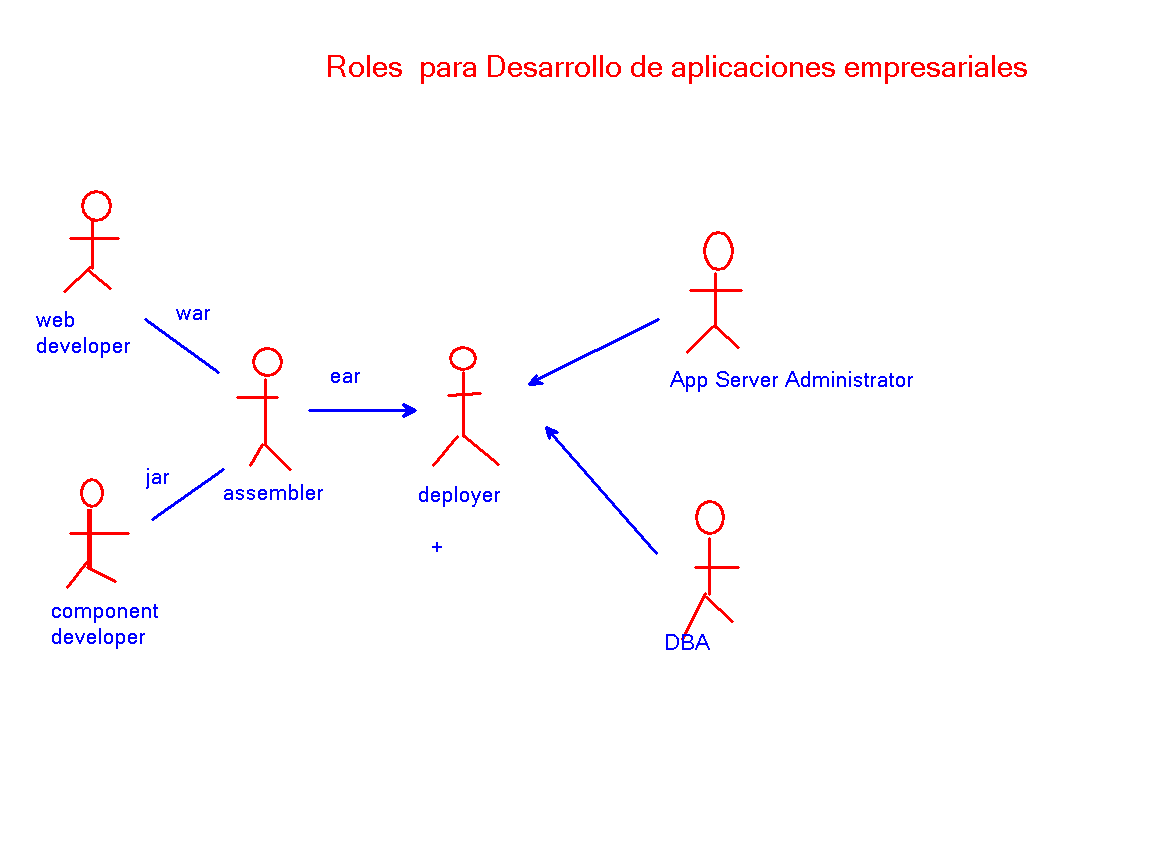 Roles  para Desarrollo de aplicaciones empresariales
web
developer
war
ear
App Server Administrator
jar
assembler
deployer
+
component
developer
DBA